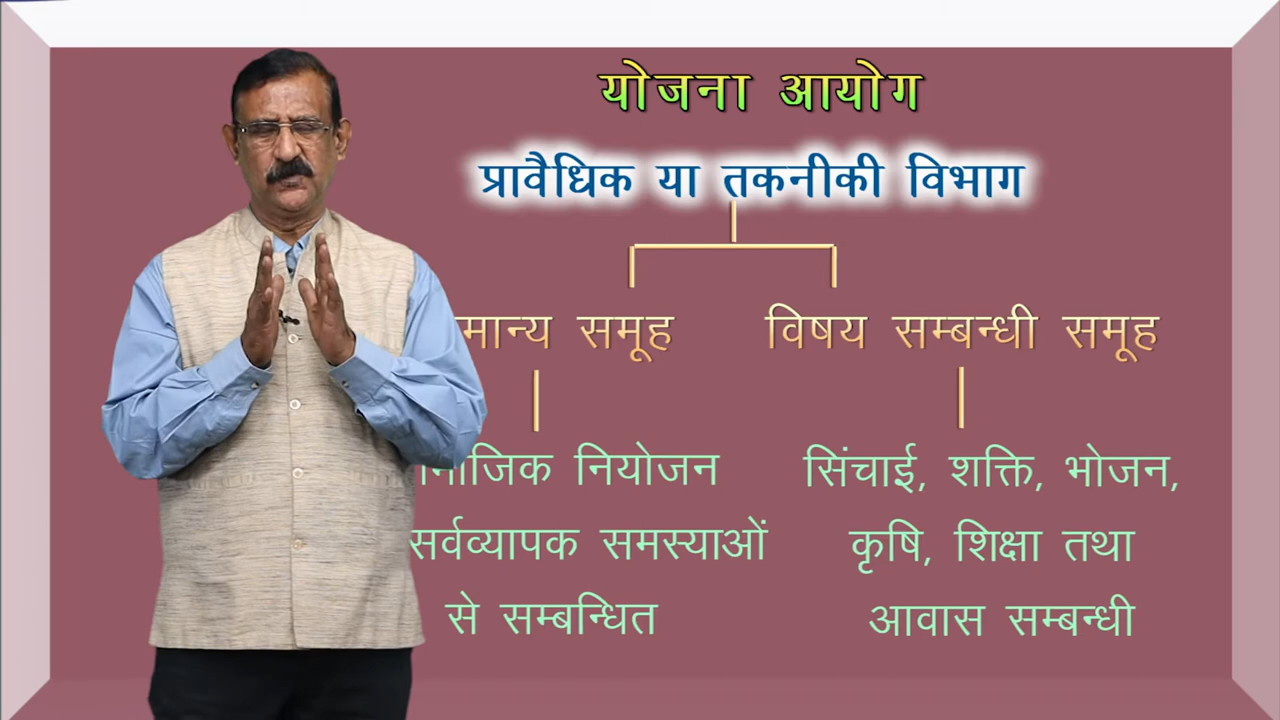 योजना आयोग
प्रावैधिक या तकनीकी विभाग
समूह विषय सम्बन्धी समूह
नियोजन सिंचाई, शक्ति, भोजन,
सर्वव्यापक समस्याओं कृषि, शिक्षा तथा
से सम्बन्धित आवास सम्बन्धी